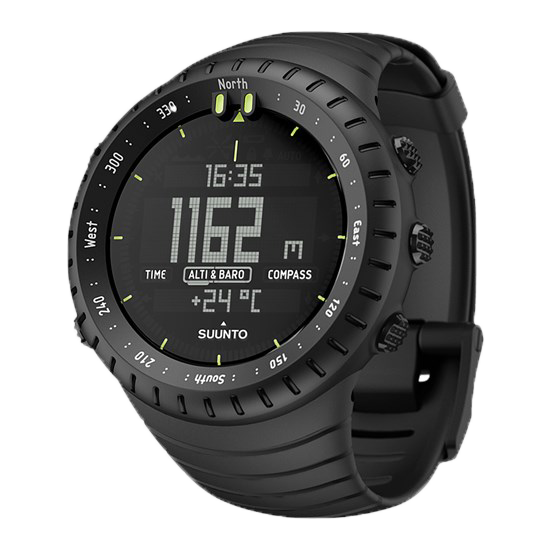 North
30
60
East
120
150
South
210
240
West
300
330
16:35
1162 m
TIME ALTI & BARO COMPASS
+24 °C
SUUNTO